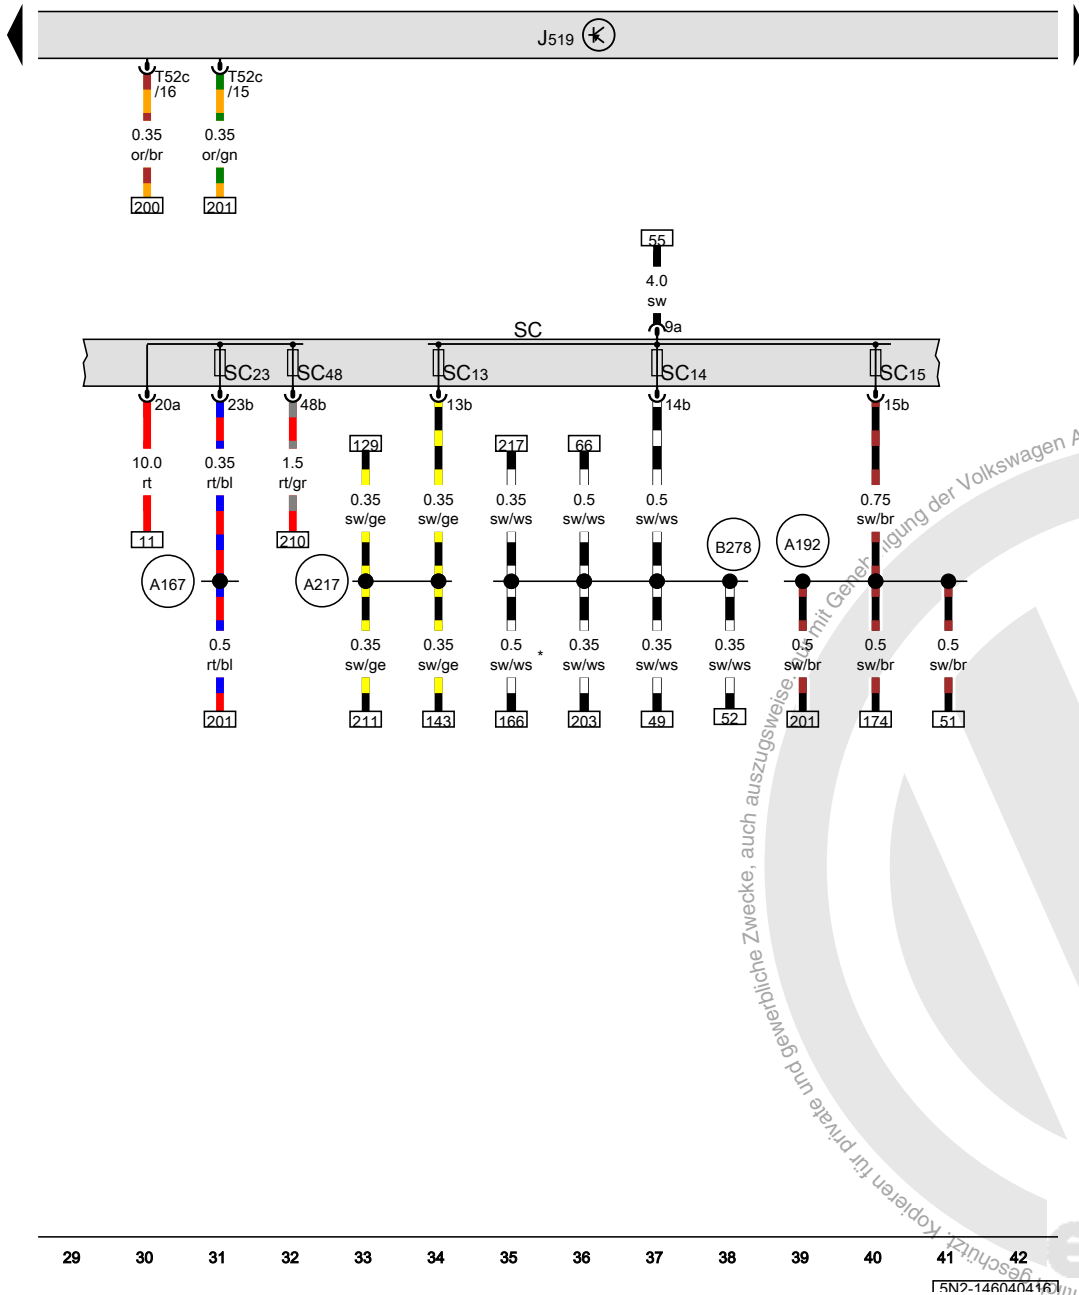 J519
T52c
/16
T52c
/15
0.35
or/br
0.35
or/gn
200
201
55
4.0
sw
9a
SC
SC23
SC48
SC13
SC14
SC15
20a
23b
48b
13b
14b
15b
129
217
66
10.0
rt
0.35
rt/bl
1.5
rt/gr
0.35
sw/ge
0.35
sw/ge
0.35
sw/ws
0.5
sw/ws
0.5
sw/ws
0.75
sw/br
11
210
A167
A217
B278
A192
0.5
rt/bl
0.35
sw/ge
0.35
sw/ge
0.5
sw/ws *
0.35
sw/ws
0.35
sw/ws
0.35
sw/ws
0.5
sw/br
0.5
sw/br
0.5
sw/br
201
211
143
166
203
49
52
201
174
51
29 30 31 32 33 34 35 36 37 38 39 40 41 42
5N2-146040416
Kopieren für private und gewerbliche Zwecke, auch auszugsweise, nur mit Genehmigung der Volkswagen A